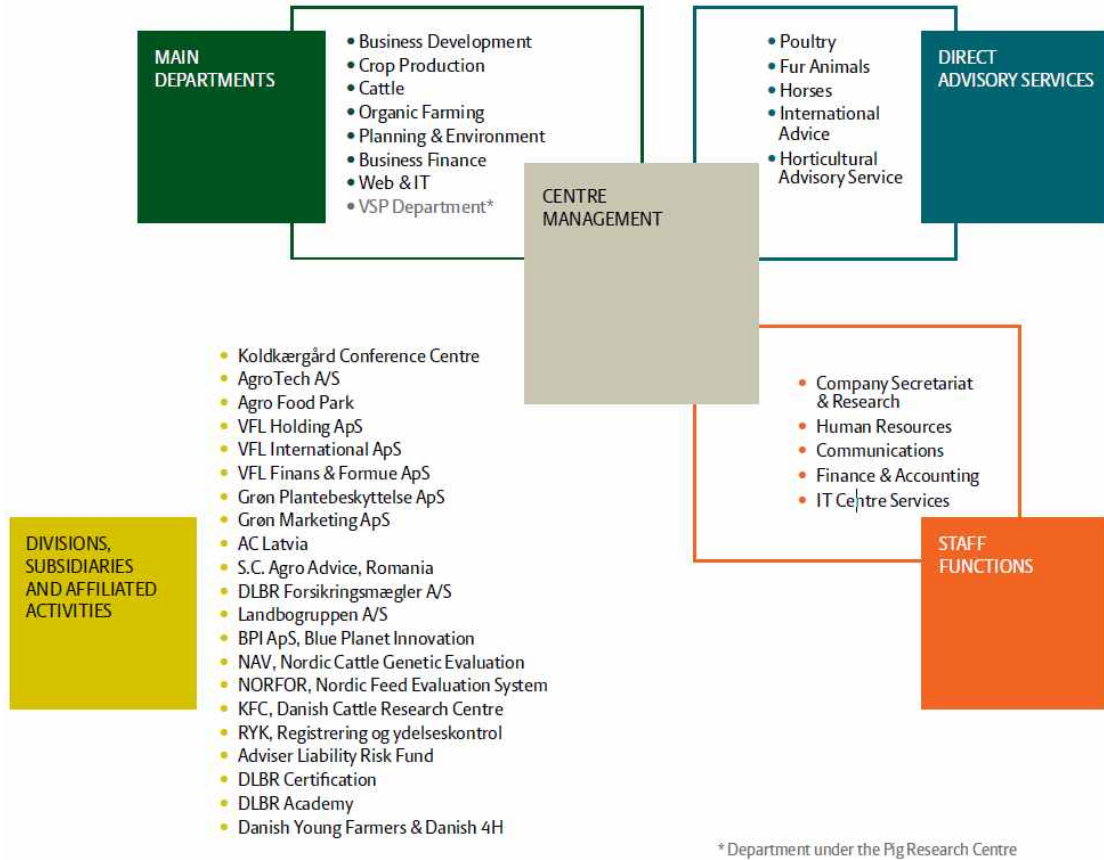 MAIN
DEPARTMENTS
• Business Development
• Crop Production
• Cattle
• Organic Farming
• Planning & Environment
• Business Finance
• Web & IT
• VSP Department*
• Poultry
• Fur Animals
• Horses
• International
Advice
• Horticultural
Advisory Service
DIRECT
ADVISORY SERVICES
CENTRE
MANAGEMENT
• Koldkærgård Conference Centre
• AgroTech A/S
• Agro Food Park
• VFL Holding ApS
• VFL International ApS
• VFL Finans & Formue ApS
• Grøn Plantebeskyttelse ApS
• Grøn Marketing ApS
• AC Latvia
• S.C. Agro Advice, Romania
• DLBR Forsikringsmægler A/S
• Landbogruppen A/S
• BPI ApS, Blue Planet Innovation
• NAV, Nordic Cattle Genetic Evaluation
• NORFOR, Nordic Feed Evaluation System
• KFC, Danish Cattle Research Centre
• RYK, Registrering og ydelseskontrol
• Adviser Liability Risk Fund
• DLBR Certification
• DLBR Academy
• Danish Young Farmers & Danish 4H
DIVISIONS,
SUBSIDIARIES
AND AFFILIATED
ACTIVITIES
• Company Secretariat
& Research
• Human Resources
• Communications
• Finance & Accounting
• IT Centre Services
STAFF
FUNCTIONS
* Department under the Pig Research Centre